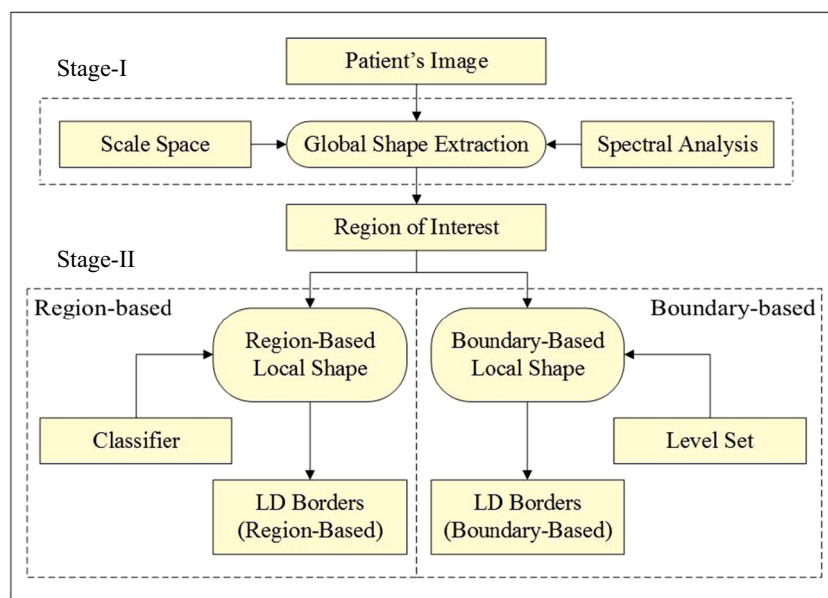 Stage-I
Patient's Image
Scale Space
Global Shape Extraction
Spectral Analysis
Region of Interest
Stage-II
Region-based
Boundary-based
Region-Based
Local Shape
Boundary-Based
Local Shape
Classifier
Level Set
LD Borders
(Region-Based)
LD Borders
(Boundary-Based)